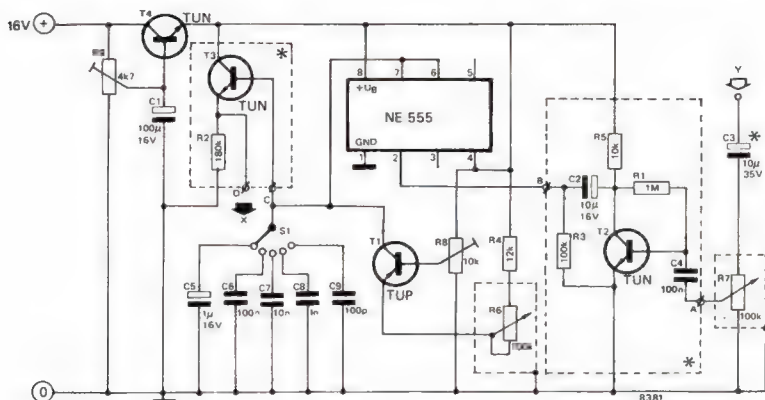 16V +
T4
TUN
4k7
C1
100µ
16V
T3
TUN
*
R2
180k
D
C
X
S1
C5
1µ
16V
C6
100n
C7
10n
C8
1n
C9
100p
8
7
6
5
+UB
NE 555
GND
1
2
3
4
T1
TUP
R8
10k
R4
12k
R6
B
C2
10µ
16V
R3
100k
R5
10k
R1
1M
T2
TUN
C4
100n
A
*
Y
C3
*
10µ
35V
R7
100k
0
8381